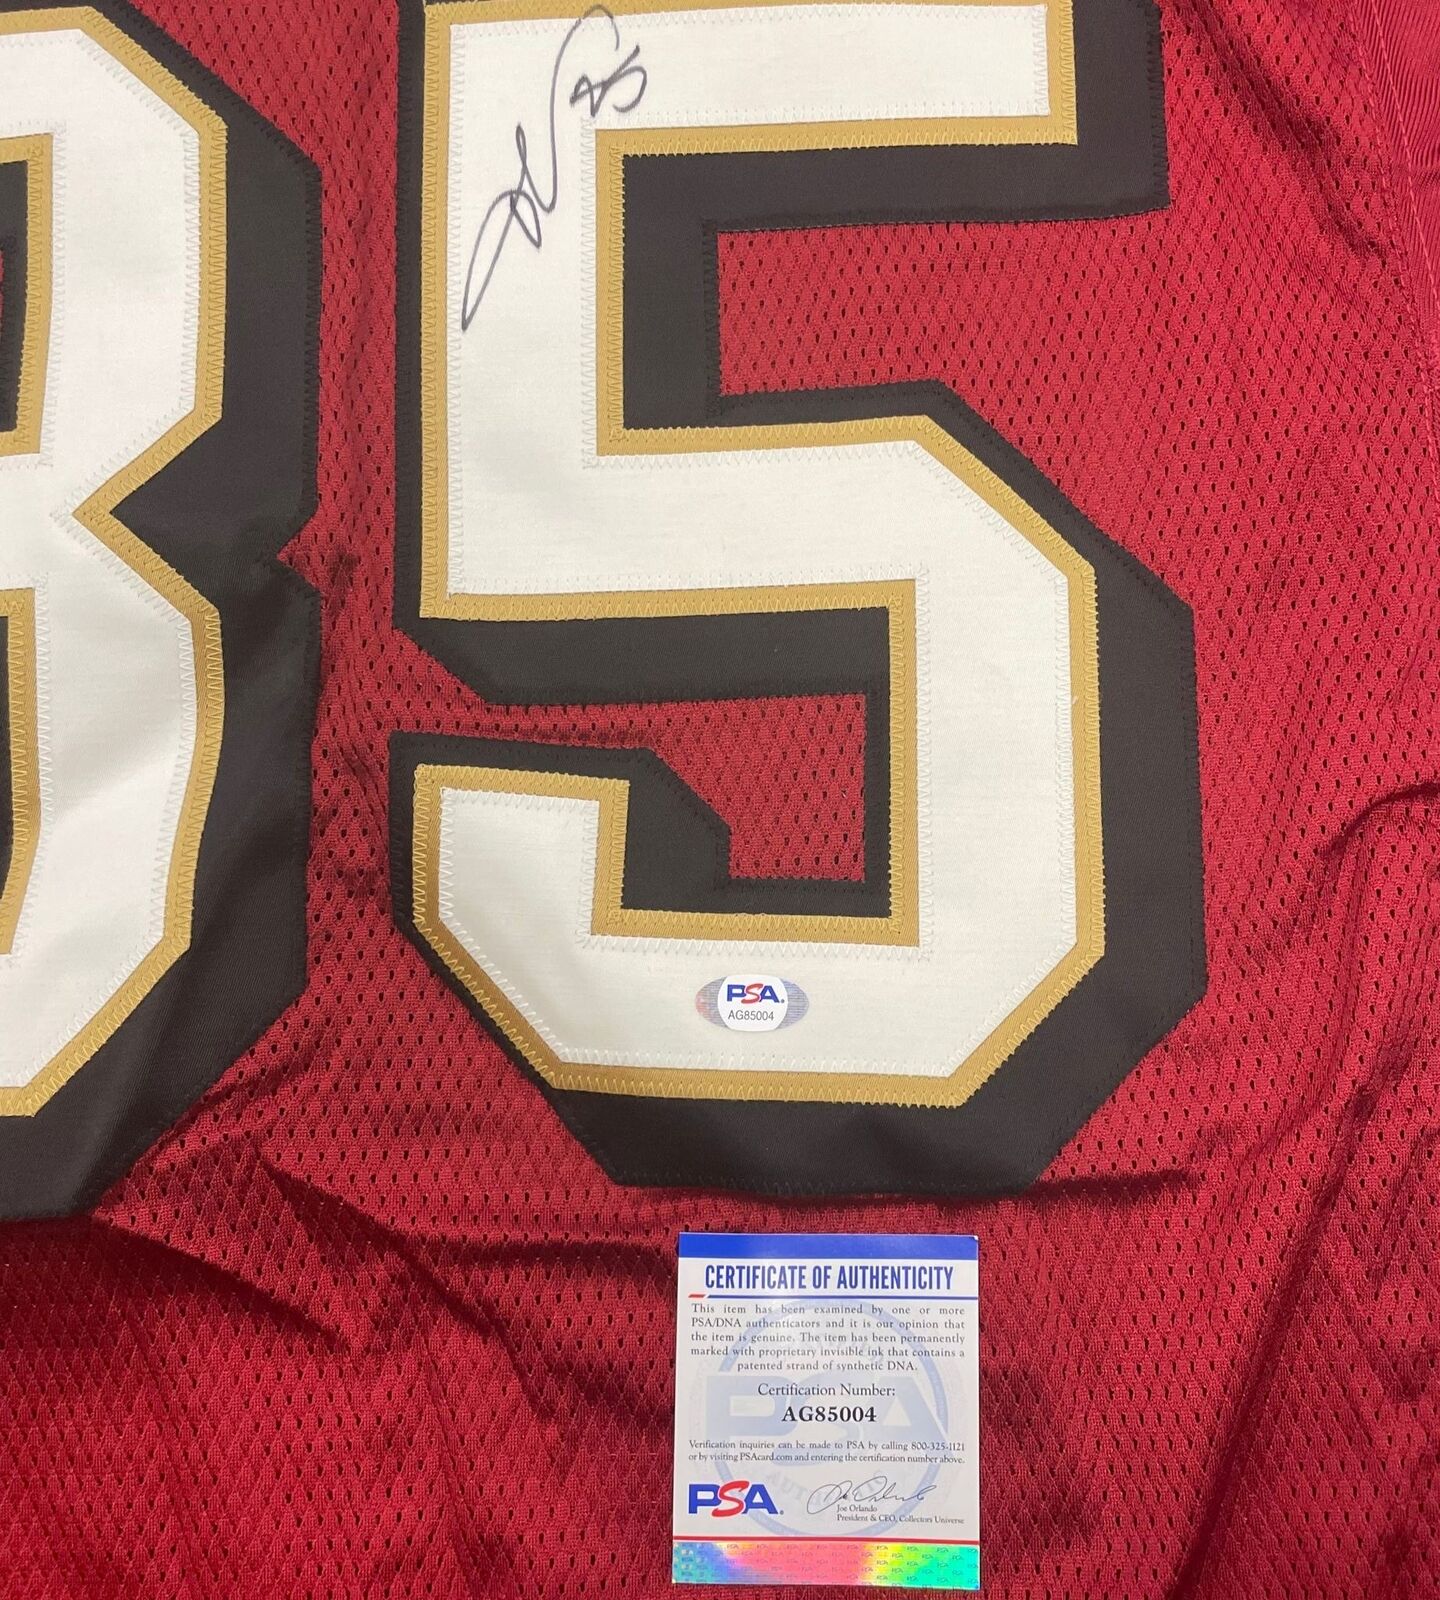 85
PSA
AG85004
CERTIFICATE OF AUTHENTICITY
This item has been examined by one or more
PSA/DNA authenticators and it is our opinion that
the item is genuine. The item has been permanently
marked with proprietary invisible ink that contains a
patented strand of synthetic DNA.
Certification Number:
AG85004
Verification inquiries can be made to PSA by calling 800-325-1121
or by visiting PSAcard.com and entering the certification number above.
PSA
Joe Orlando
President & CEO, Collectors Universe